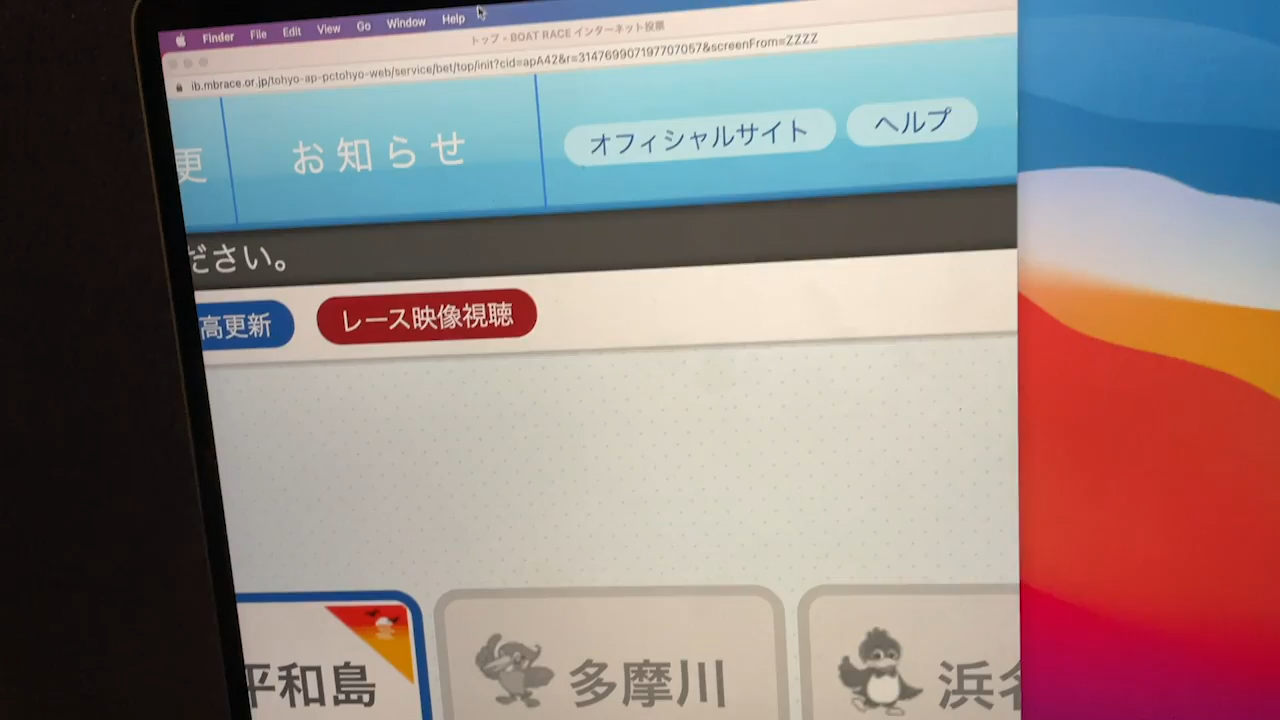 Finder File Edit View Go Window Help
トップ - BOAT RACE インターネット投票
ib.mbrace.or.jp/tohyo-ap-pctohyo-web/service/bet/top/init?cid=apA42&r=314769907197707057&screenFrom=ZZZZ
更 お知らせ オフィシャルサイト ヘルプ
ださい。
高更新 レース映像視聴
平和島 多摩川 浜名